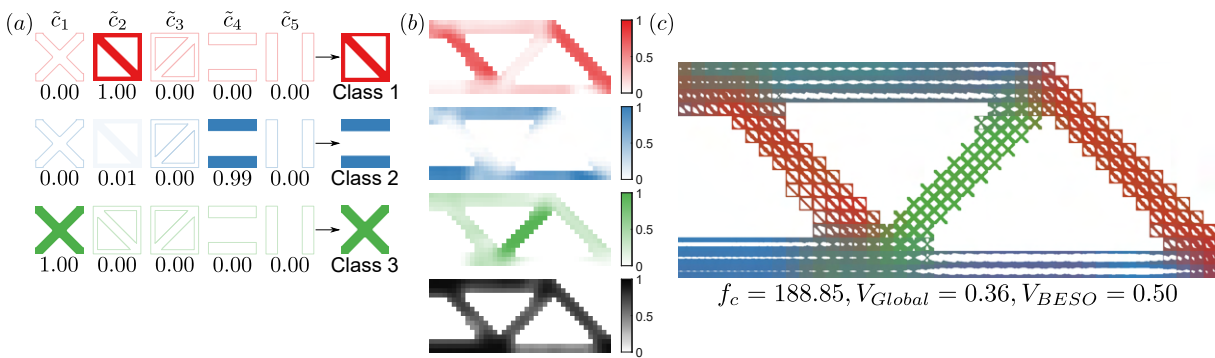 (a) c̃₁ c̃₂ c̃₃ c̃₄ c̃₅
0.00 1.00 0.00 0.00 0.00 Class 1
0.00 0.01 0.00 0.99 0.00 Class 2
1.00 0.00 0.00 0.00 0.00 Class 3
(b)
1
0.5
0
1
0.5
0
1
0.5
0
1
0.5
0
(c)
f_c = 188.85, V_Global = 0.36, V_BESO = 0.50